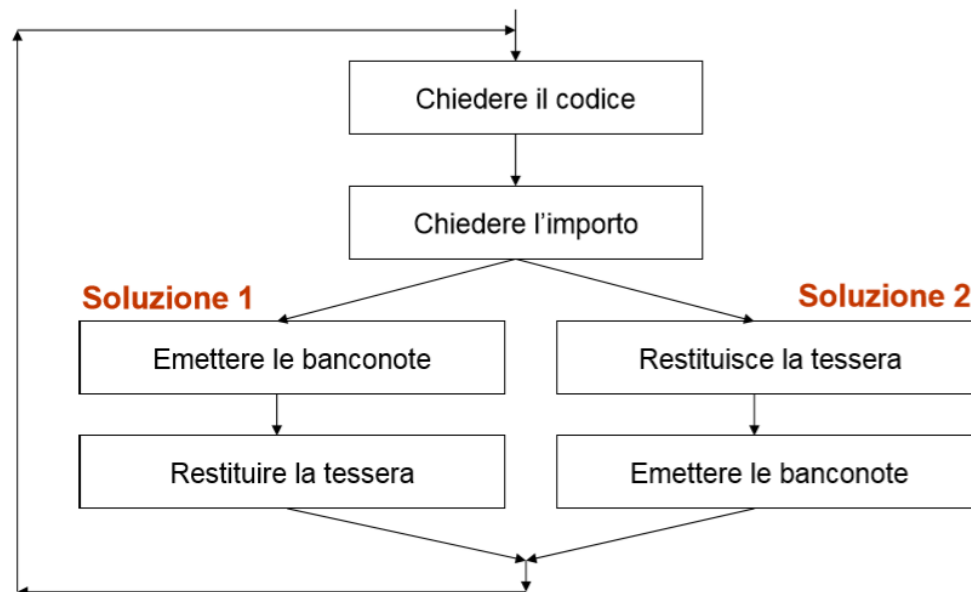 Chiedere il codice
Chiedere l’importo
Soluzione 1
Soluzione 2
Emettere le banconote
Restituisce la tessera
Restituire la tessera
Emettere le banconote